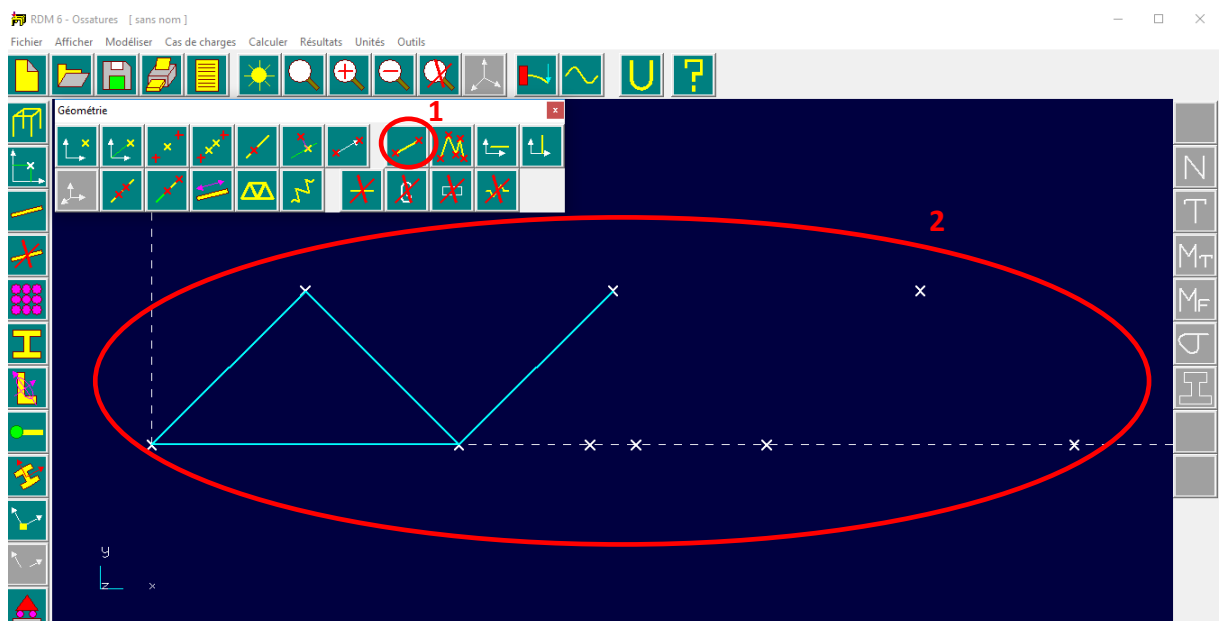 RDM 6 - Ossatures [ sans nom ]
Fichier Afficher Modéliser Cas de charges Calculer Résultats Unités Outils
Géométrie
1
2
N
T
MT
MF
σ
y
z
x